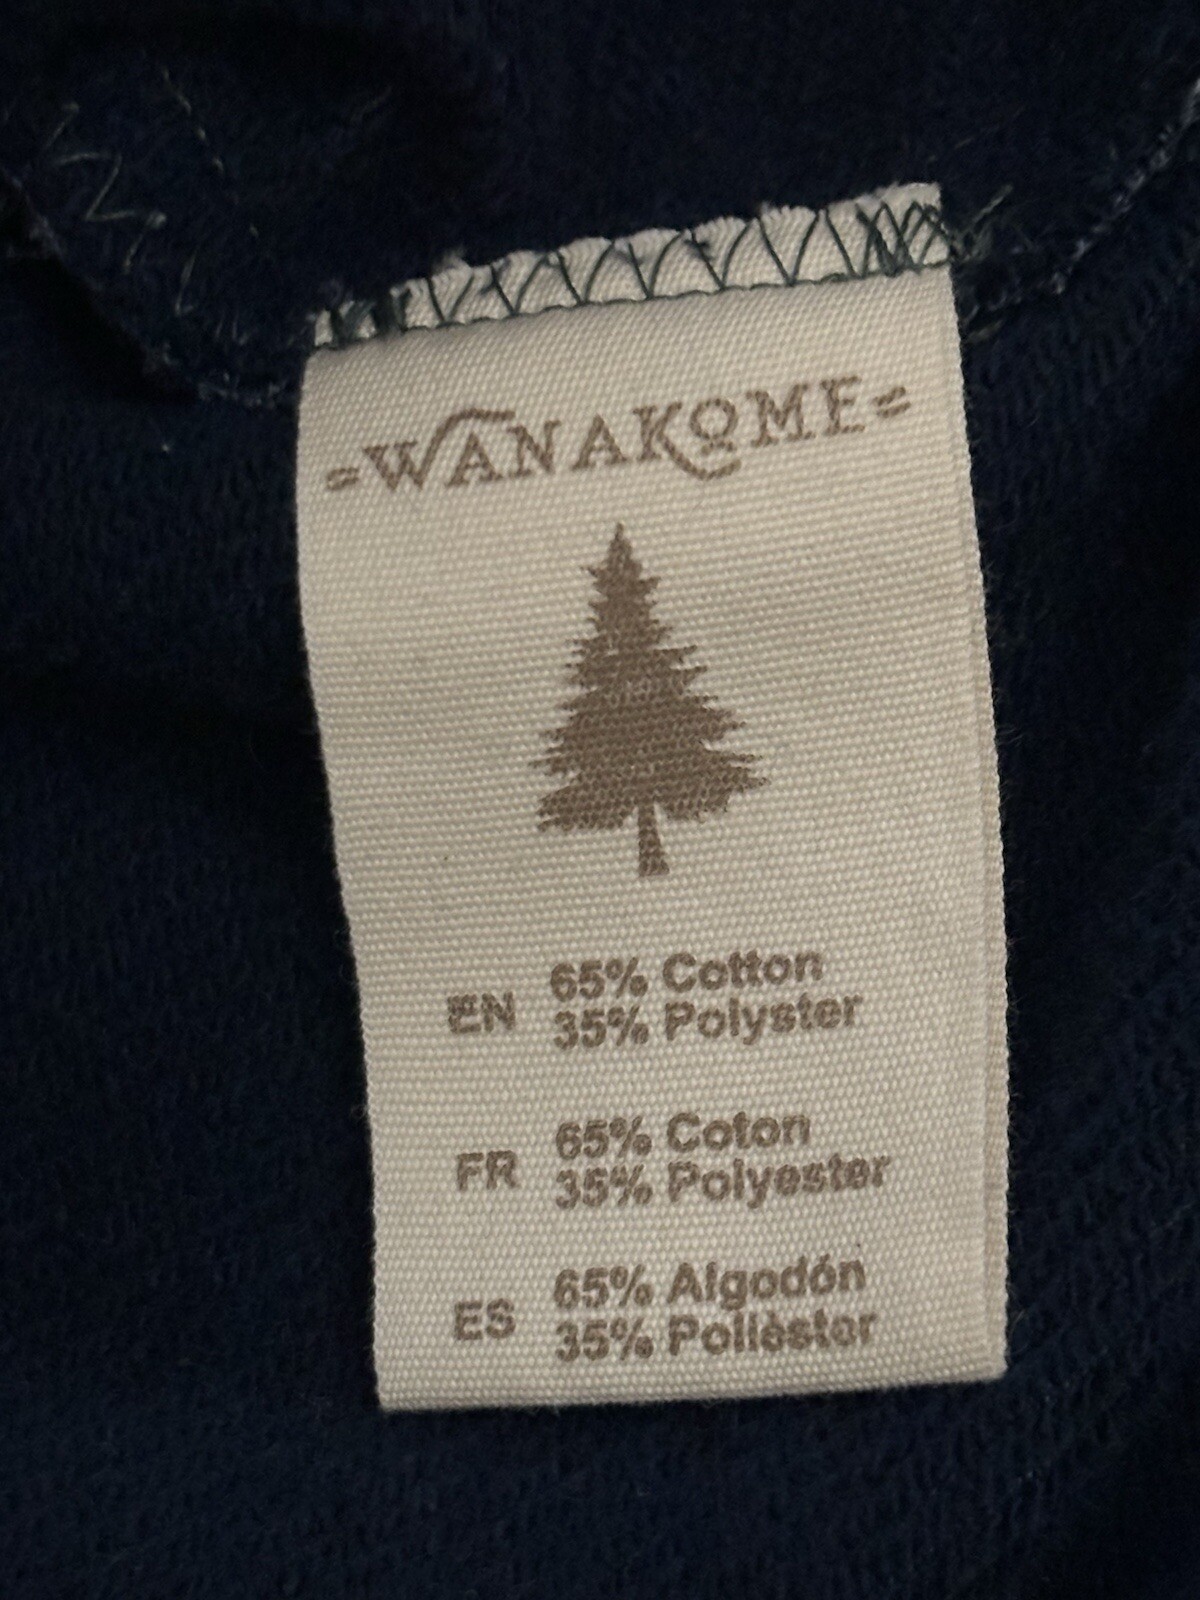 WANAKOME
EN
65% Cotton
35% Polyster
FR
65% Coton
35% Polyester
ES
65% Algodón
35% Polièster